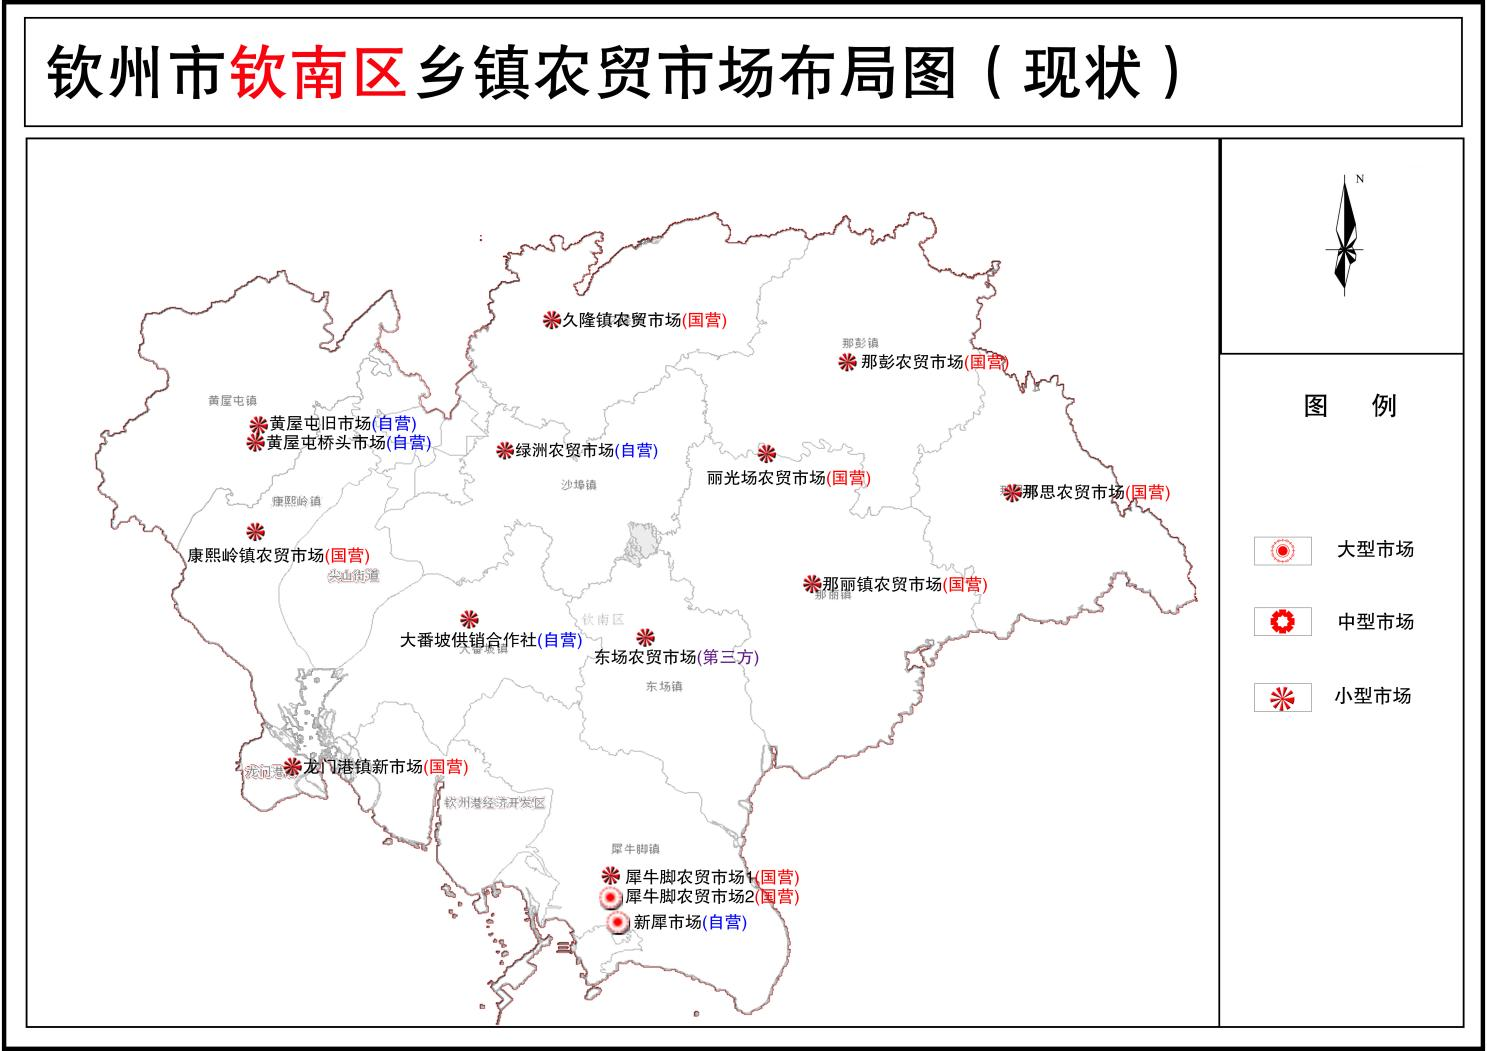 钦州市钦南区乡镇农贸市场布局图（现状）
N
久隆镇农贸市场(国营)
那彭镇
那彭农贸市场(国营)
黄屋屯镇
黄屋屯旧市场(自营)
黄屋屯桥头市场(自营)
绿洲农贸市场(自营)
沙埠镇
丽光场农贸市场(国营)
那思农贸市场(国营)
康熙岭镇
康熙岭镇农贸市场(国营)
尖山街道
那丽镇农贸市场(国营)
那丽镇
钦南区
大番坡供销合作社(自营)
大番坡镇
东场农贸市场(第三方)
东场镇
龙门港
龙门港镇新市场(国营)
钦州港经济开发区
犀牛脚镇
犀牛脚农贸市场1(国营)
犀牛脚农贸市场2(国营)
新犀市场(自营)
图 例
大型市场
中型市场
小型市场